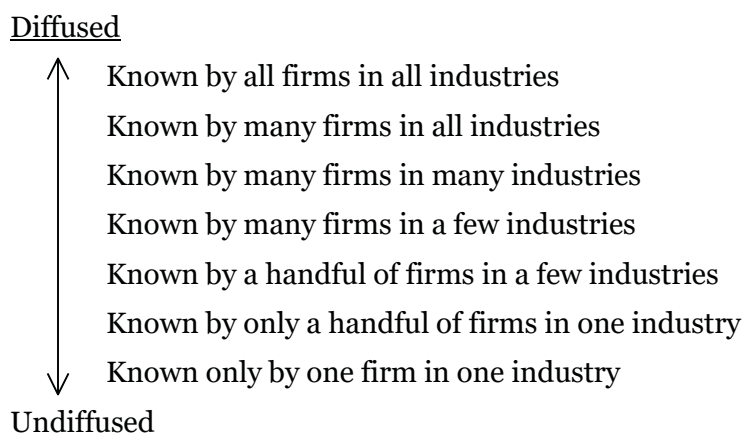 Diffused
Known by all firms in all industries
Known by many firms in all industries
Known by many firms in many industries
Known by many firms in a few industries
Known by a handful of firms in a few industries
Known by only a handful of firms in one industry
Known only by one firm in one industry
Undiffused